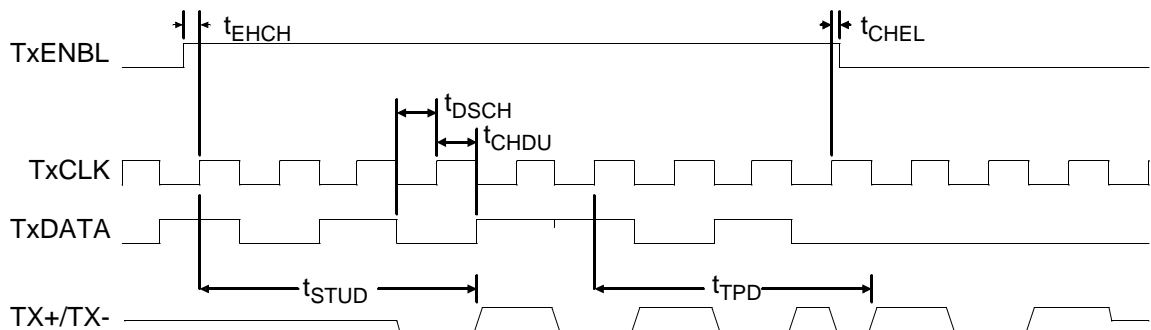 tEHCH
tCHEL
TxENBL
tDSCH
tCHDU
TxCLK
TxDATA
tSTUD
tTPD
TX+/TX-